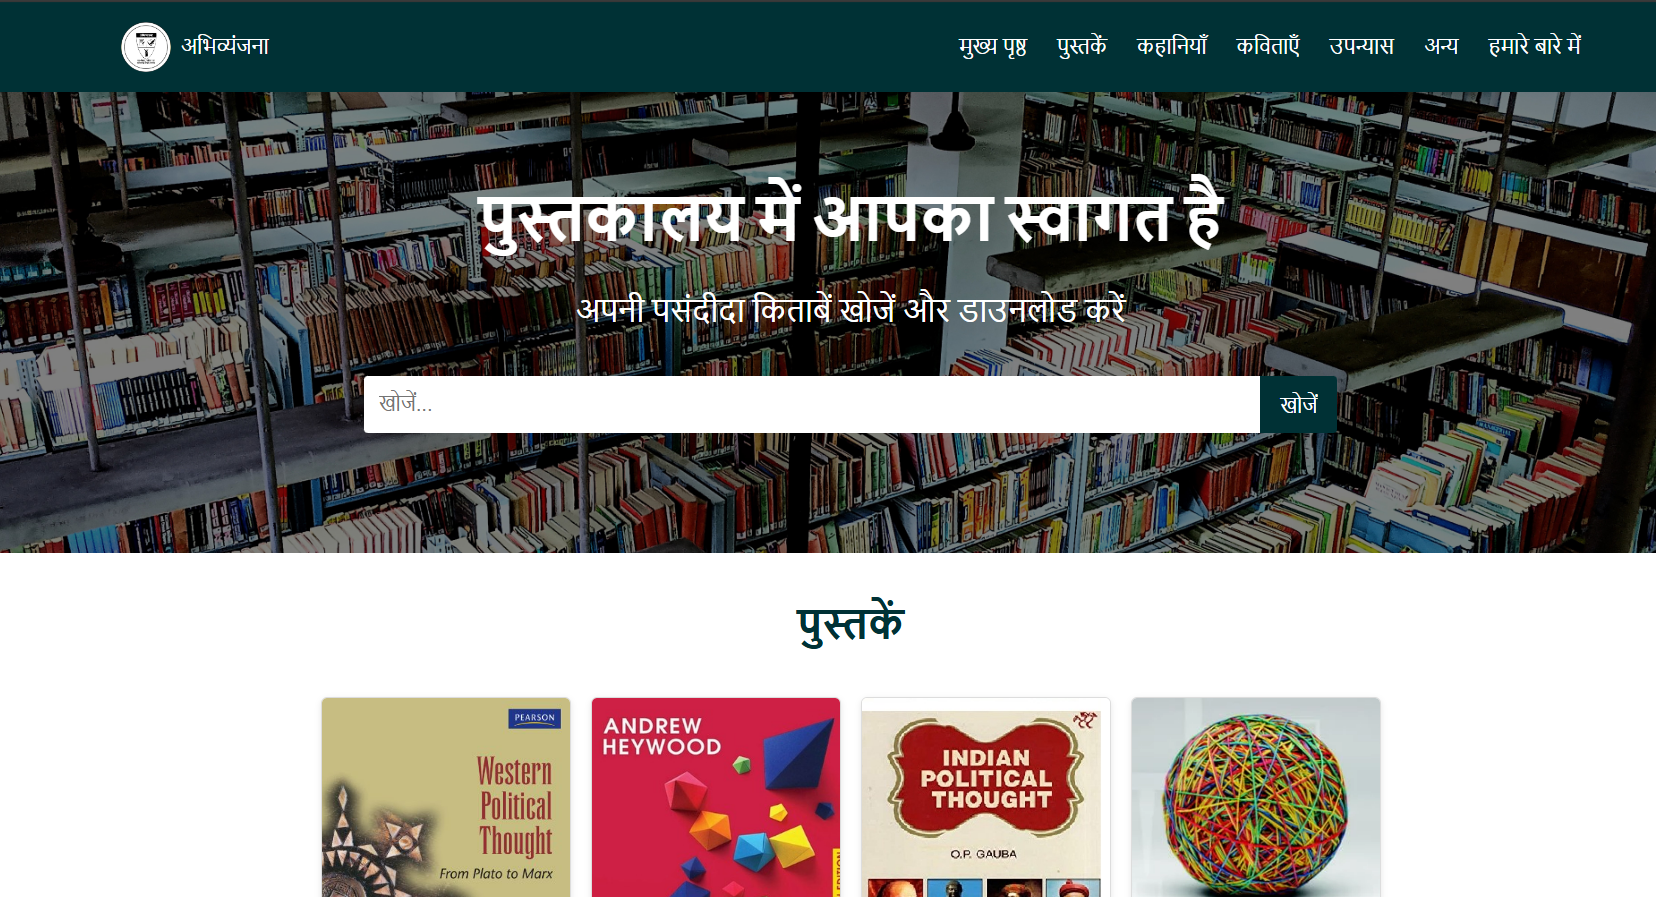 अभिव्यंजना
मुख्य पृष्ठ पुस्तकें कहानियाँ कविताएँ उपन्यास अन्य हमारे बारे में
पुस्तकालय में आपका स्वागत है
अपनी पसंदीदा किताबें खोजें और डाउनलोड करें
खोजें... खोजें
पुस्तकें
PEARSON
Western
Political
Thought
From Plato to Marx
ANDREW
HEYWOOD
INDIAN
POLITICAL
THOUGHT
O.P. GAUBA